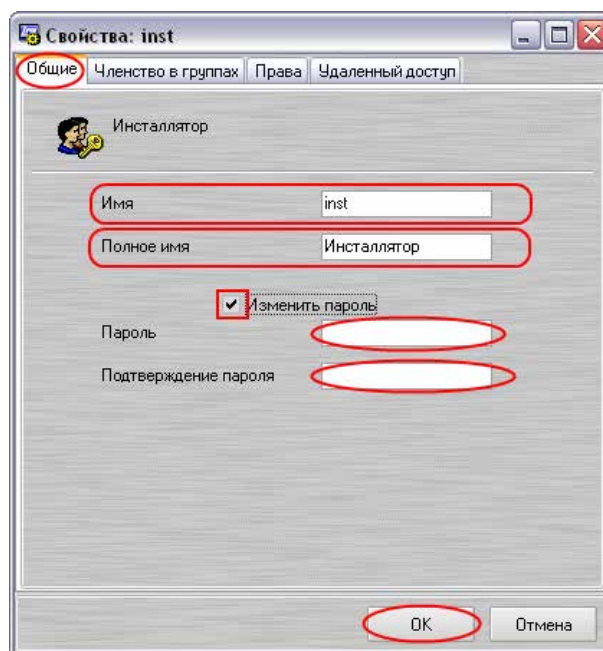 Свойства: inst
Общие Членство в группах Права Удаленный доступ
Инсталлятор
Имя inst
Полное имя Инсталлятор
Изменить пароль
Пароль
Подтверждение пароля
OK Отмена